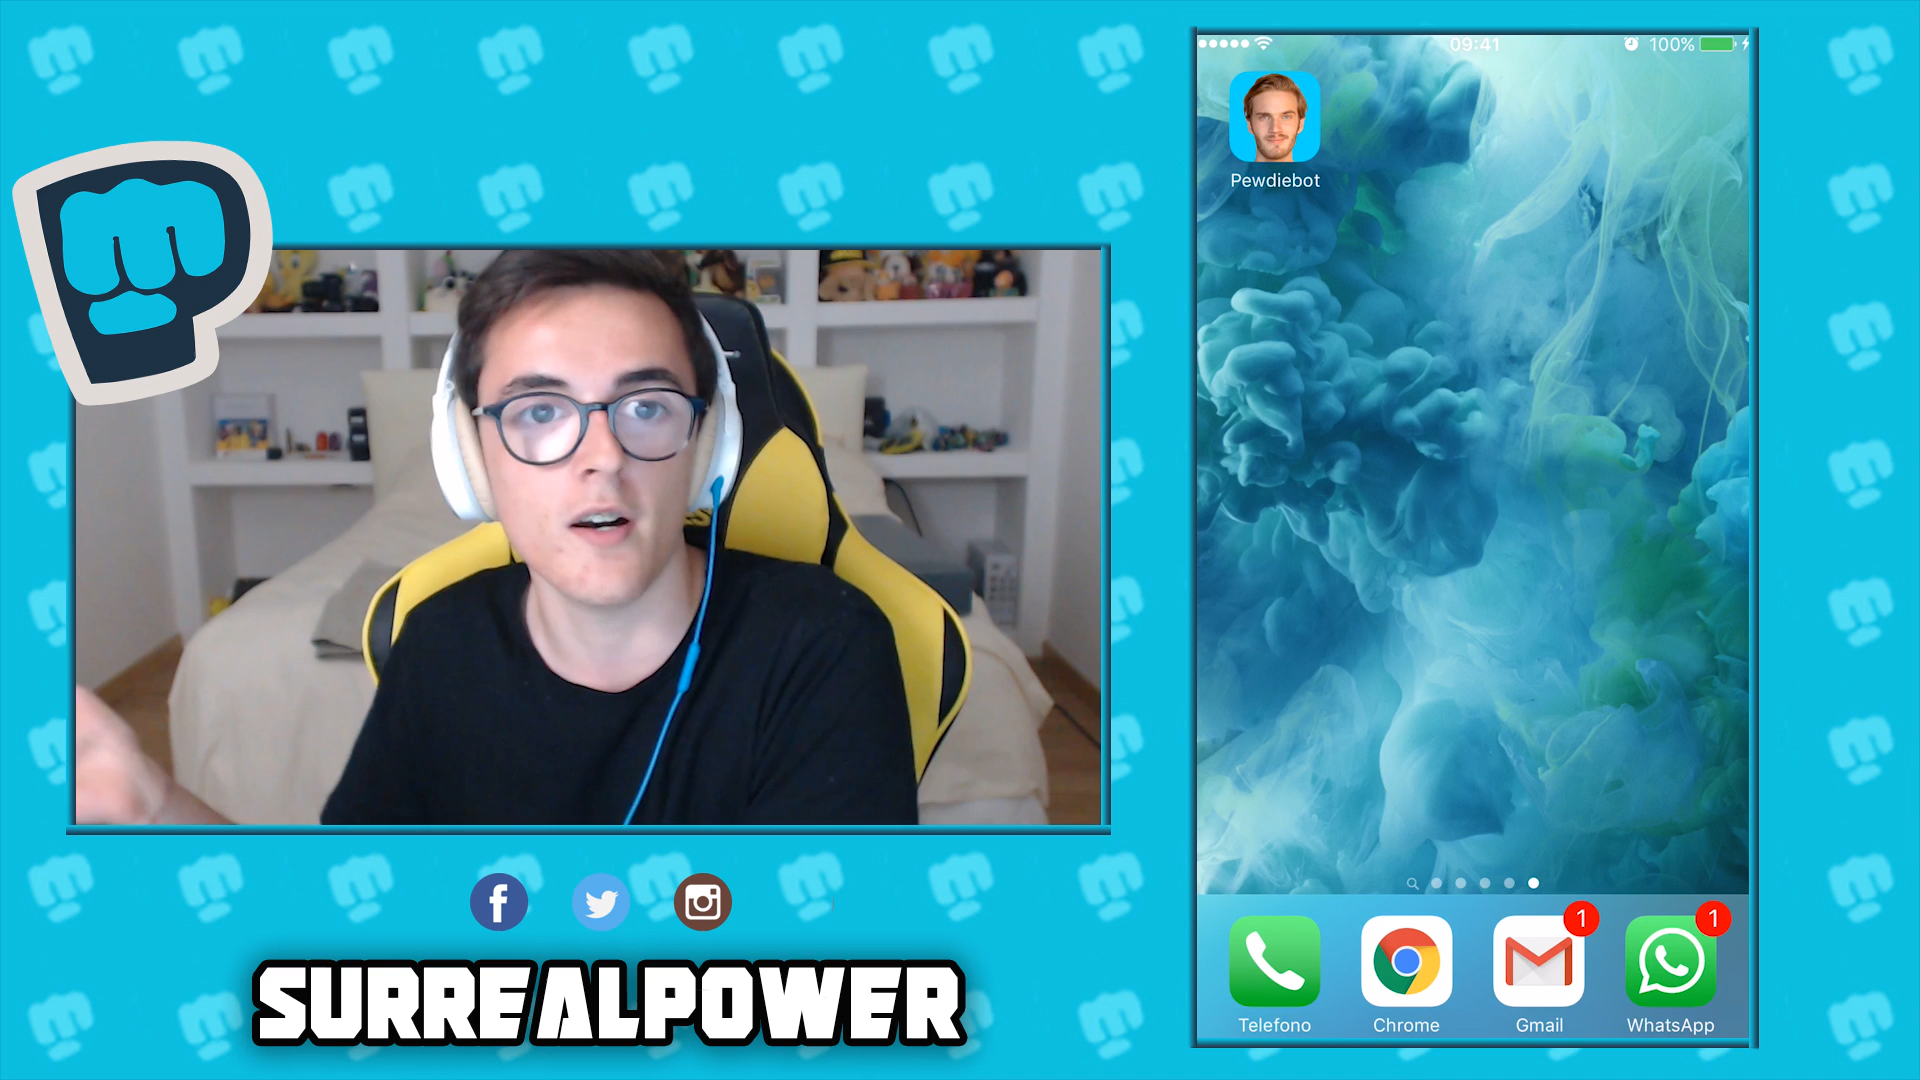 09:41
100%
Pewdiebot
1
1
Telefono
Chrome
Gmail
WhatsApp
SURREALPOWER